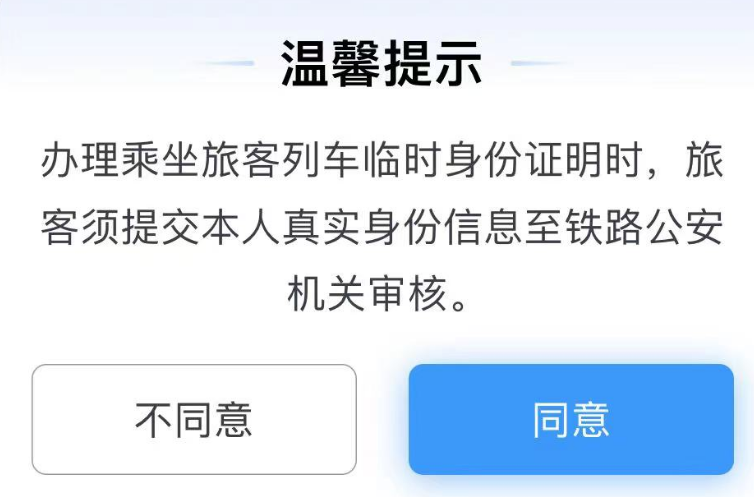 温馨提示
办理乘坐旅客列车临时身份证明时，旅
客须提交本人真实身份信息至铁路公安
机关审核。
不同意
同意